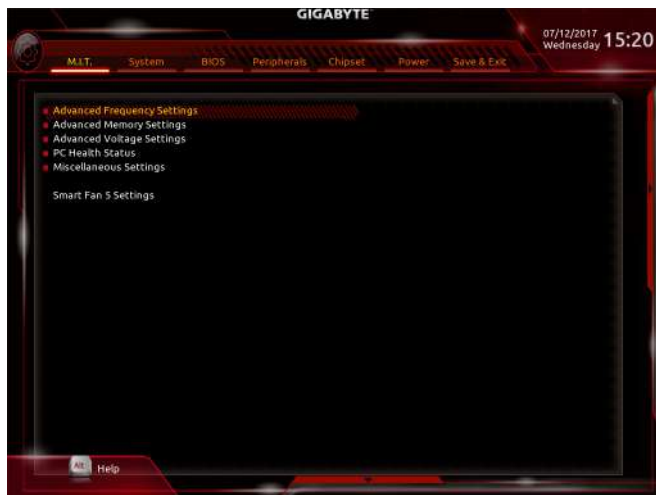 GIGABYTE
07/12/2017
Wednesday 15:20
M.I.T. System BIOS Peripherals Chipset Power Save & Exit
Advanced Frequency Settings
Advanced Memory Settings
Advanced Voltage Settings
PC Health Status
Miscellaneous Settings
Smart Fan 5 Settings
Alt Help